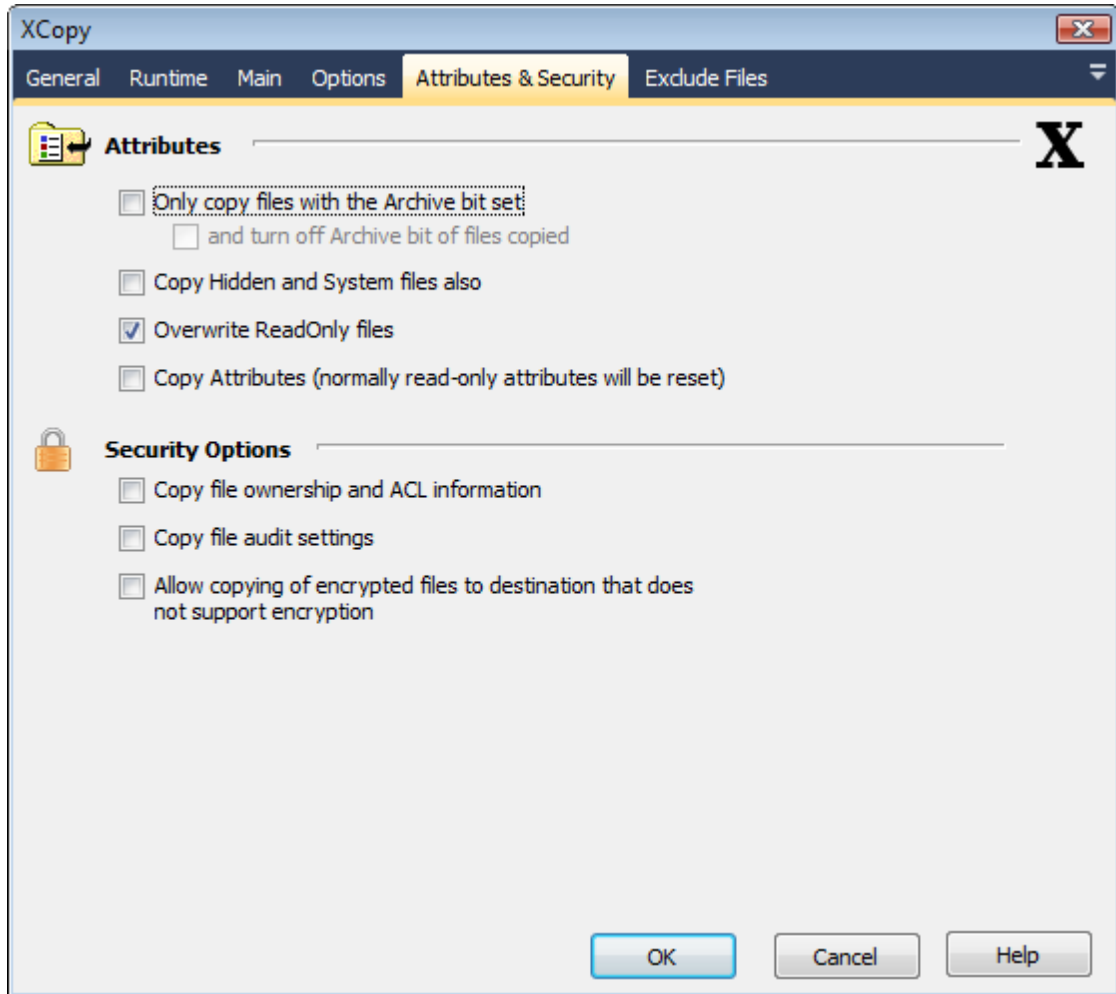 XCopy
General Runtime Main Options Attributes & Security Exclude Files
Attributes
X
Only copy files with the Archive bit set
and turn off Archive bit of files copied
Copy Hidden and System files also
Overwrite ReadOnly files
Copy Attributes (normally read-only attributes will be reset)
Security Options
Copy file ownership and ACL information
Copy file audit settings
Allow copying of encrypted files to destination that does
not support encryption
OK Cancel Help